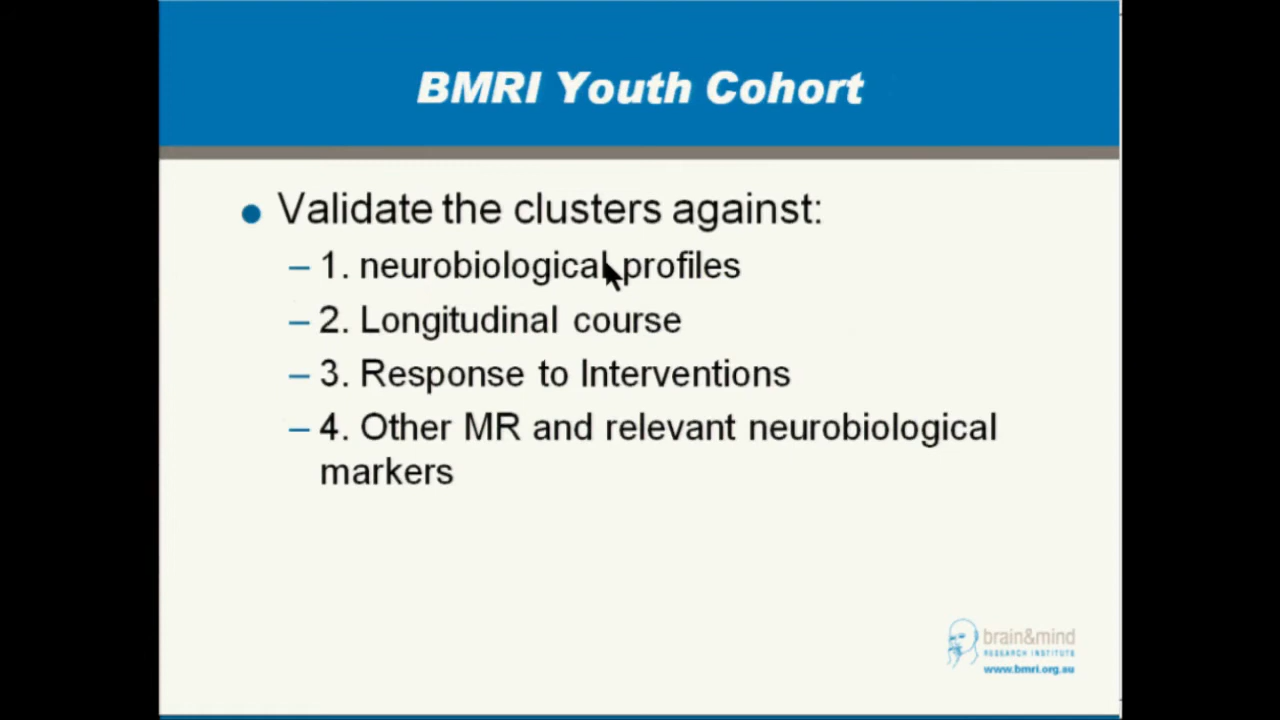 BMRI Youth Cohort
• Validate the clusters against:
– 1. neurobiological profiles
– 2. Longitudinal course
– 3. Response to Interventions
– 4. Other MR and relevant neurobiological
markers
brain&mind
RESEARCH INSTITUTE
www.bmri.org.au